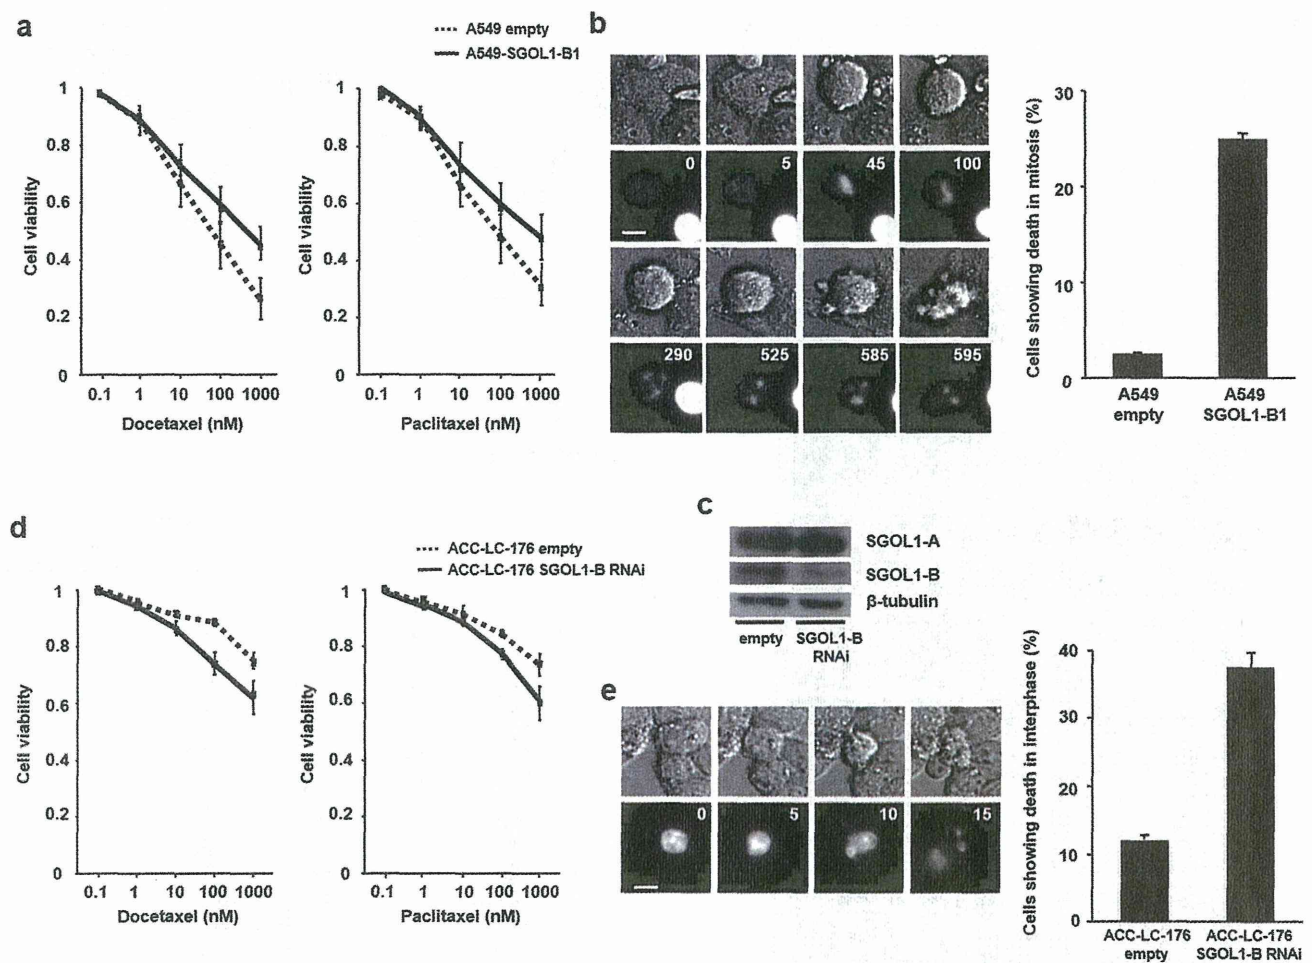 a
A549 empty
A549-SGOL1-B1
1
0.8
0.6
0.4
0.2
0
Cell viability
0.1 1 10 100 1000
Docetaxel (nM)
1
0.8
0.6
0.4
0.2
0
Cell viability
0.1 1 10 100 1000
Paclitaxel (nM)
b
0 5 45 100
290 525 585 595
Cells showing death in mitosis (%)
30
20
10
0
A549 empty
A549 SGOL1-B1
c
SGOL1-A
SGOL1-B
β-tubulin
empty
SGOL1-B RNAi
d
ACC-LC-176 empty
ACC-LC-176 SGOL1-B RNAi
1
0.8
0.6
0.4
0.2
0
Cell viability
0.1 1 10 100 1000
Docetaxel (nM)
1
0.8
0.6
0.4
0.2
0
Cell viability
0.1 1 10 100 1000
Paclitaxel (nM)
e
0 5 10 15
Cells showing death in interphase (%)
40
30
20
10
0
ACC-LC-176 empty
ACC-LC-176 SGOL1-B RNAi